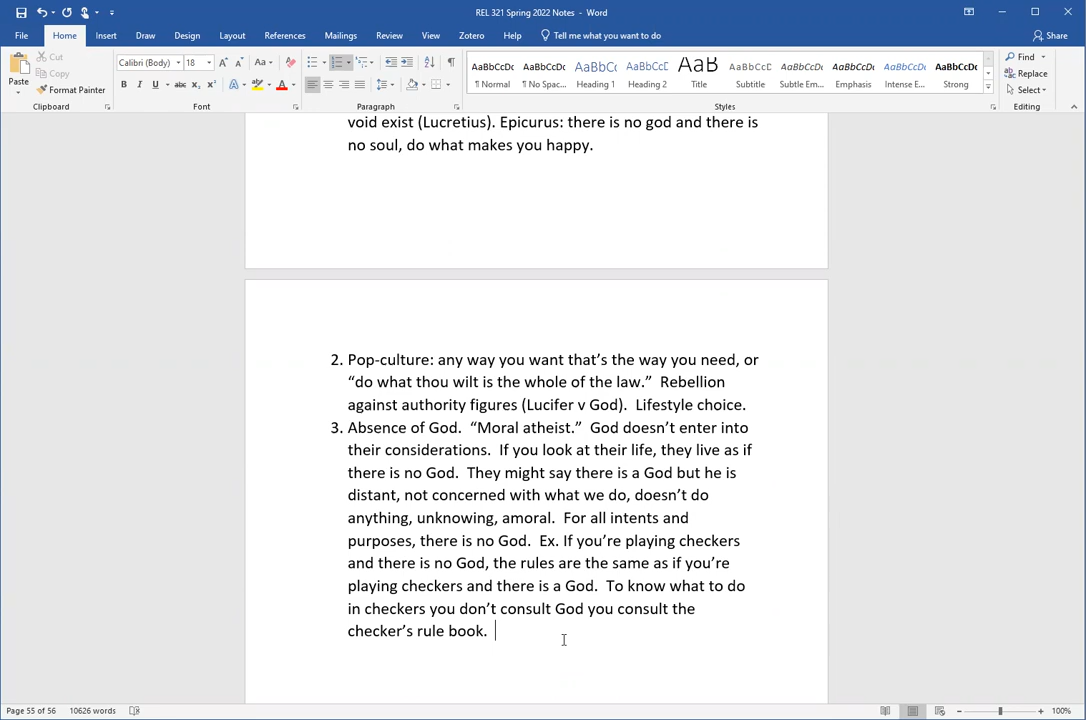 REL 321 Spring 2022 Notes - Word
File Home Insert Draw Design Layout References Mailings Review View Zotero Help Tell me what you want to do Share
Paste
Cut
Copy
Format Painter
Calibri (Body) 18
Clipboard Font Paragraph Styles Editing
AaBbCcDc AaBbCcDc AaBbCc AaBbCcC AaB AaBbCcD AaBbCcDc AaBbCcDc AaBbCcDc AaBbCcDc
¶ Normal ¶ No Spac... Heading 1 Heading 2 Title Subtitle Subtle Em... Emphasis Intense E... Strong
Find
Replace
Select
void exist (Lucretius). Epicurus: there is no god and there is
no soul, do what makes you happy.
2. Pop-culture: any way you want that’s the way you need, or
“do what thou wilt is the whole of the law.” Rebellion
against authority figures (Lucifer v God). Lifestyle choice.
3. Absence of God. “Moral atheist.” God doesn’t enter into
their considerations. If you look at their life, they live as if
there is no God. They might say there is a God but he is
distant, not concerned with what we do, doesn’t do
anything, unknowing, amoral. For all intents and
purposes, there is no God. Ex. If you’re playing checkers
and there is no God, the rules are the same as if you’re
playing checkers and there is a God. To know what to do
in checkers you don’t consult God you consult the
checker’s rule book.
Page 55 of 56 10626 words 100%